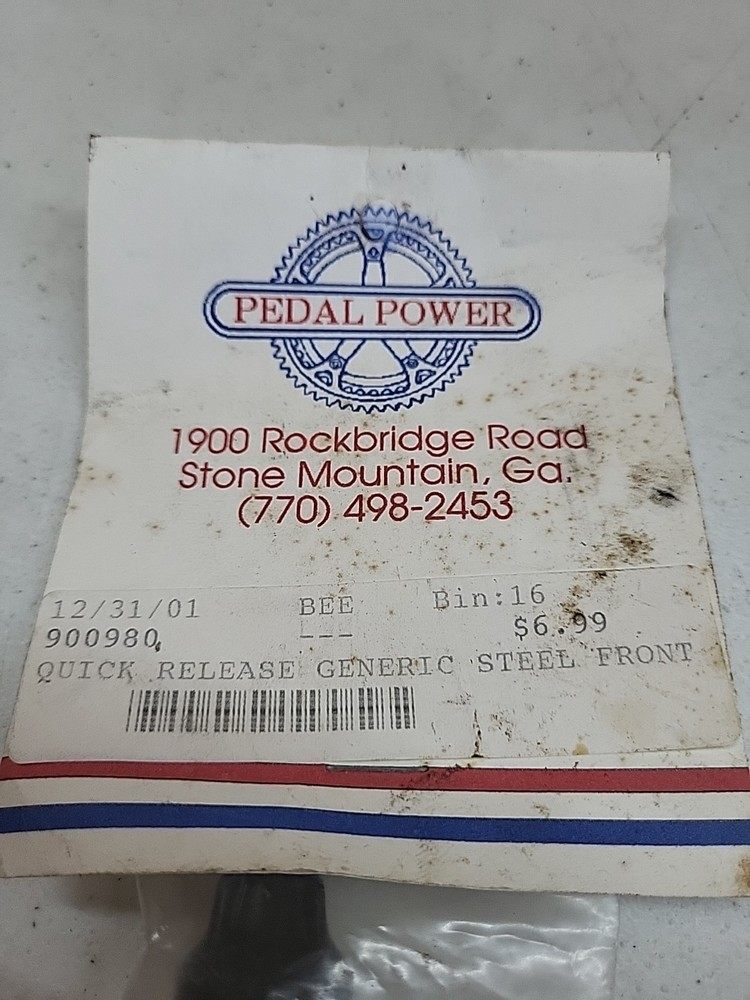 PEDAL POWER
1900 Rockbridge Road
Stone Mountain, Ga.
(770) 498-2453
12/31/01 BEE Bin:16
900980 --- $6.99
QUICK RELEASE GENERIC STEEL FRONT